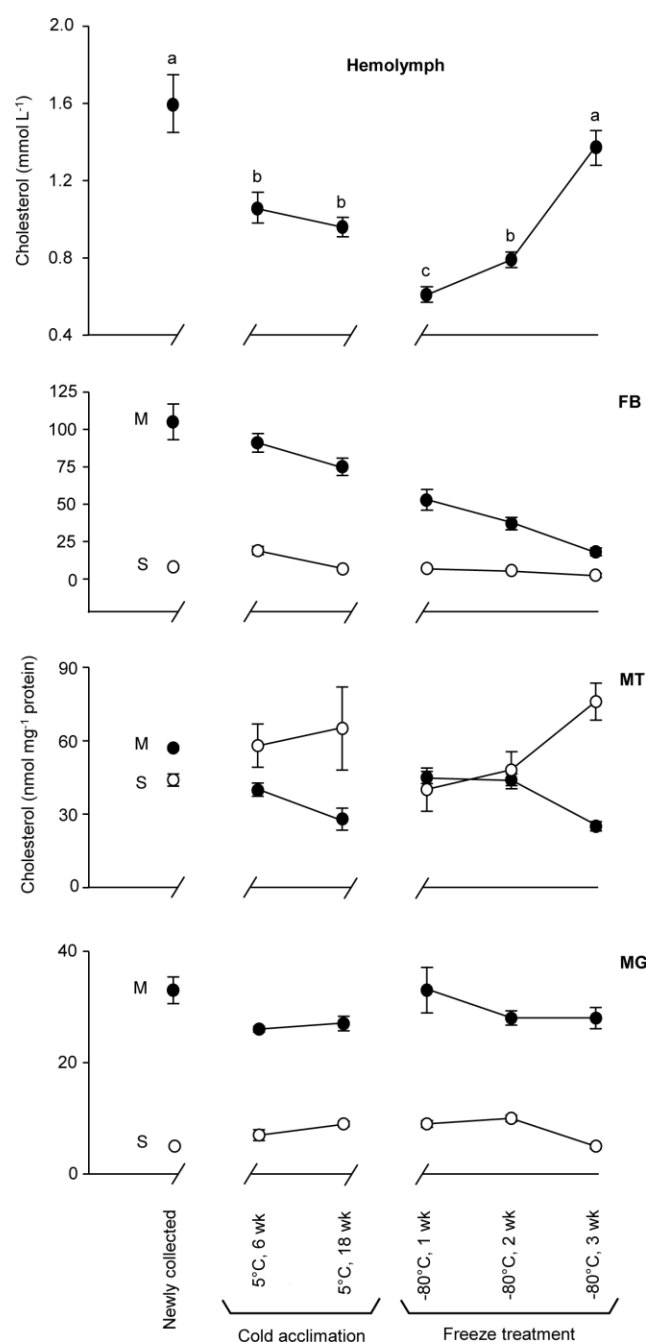 2.0
a
Hemolymph
1.6
a
Cholesterol (mmol L-1)
1.2
b
b
0.8
b
c
0.4
125
FB
M
100
75
50
25
S
0
90
MT
M
60
S
30
0
Cholesterol (nmol mg-1 protein)
40
MG
M
20
S
0
Newly collected
5°C, 6 wk
5°C, 18 wk
-80°C, 1 wk
-80°C, 2 wk
-80°C, 3 wk
Cold acclimation
Freeze treatment